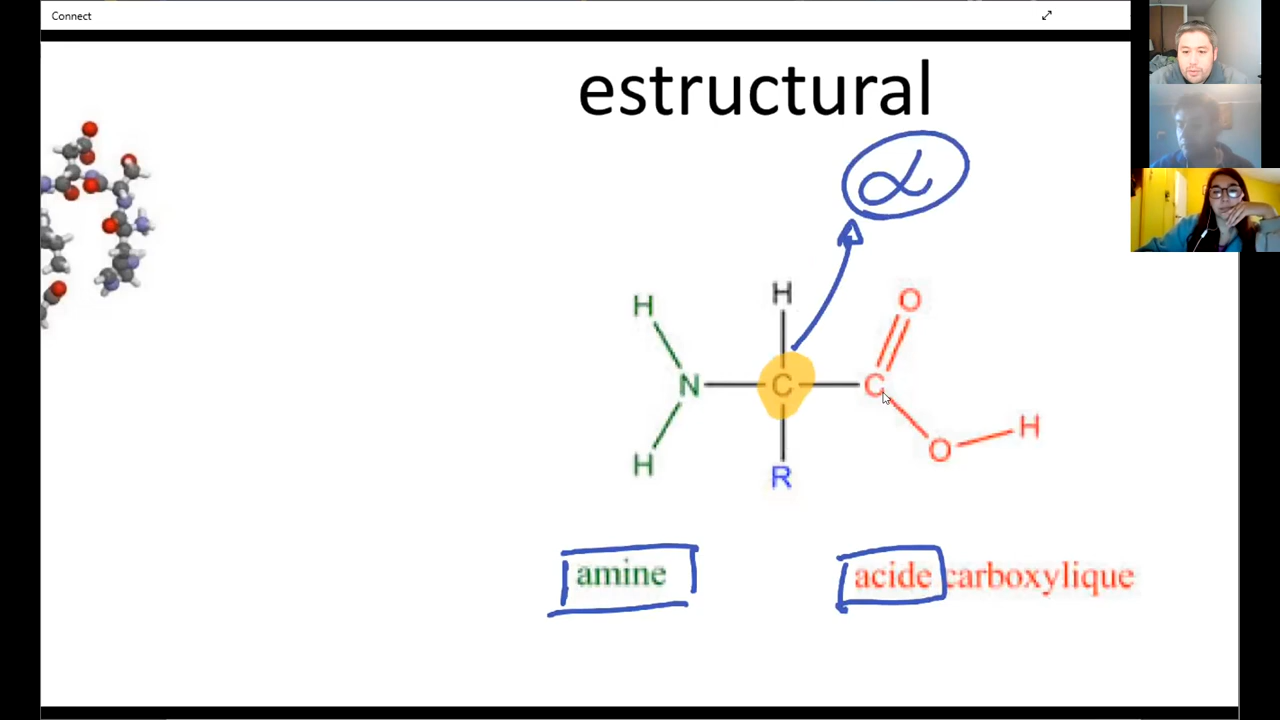 Connect
estructural
α
H H O
N C C
H R O H
amine acide carboxylique